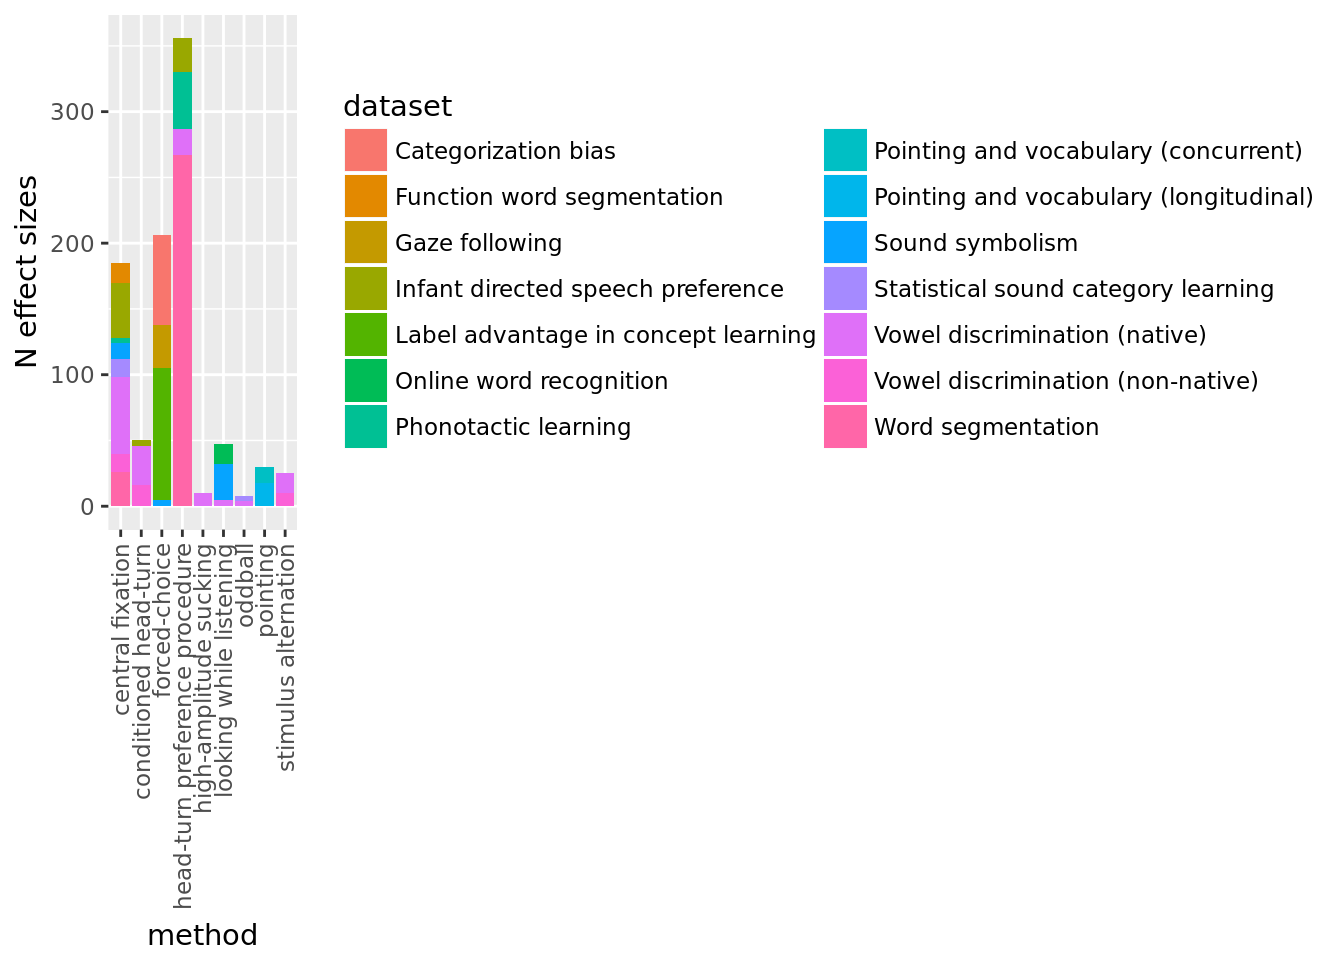 N effect sizes
300
200
100
0
central fixation
conditioned head-turn
forced-choice
head-turn preference procedure
high-amplitude sucking
looking while listening
oddball
pointing
stimulus alternation
method
dataset
Categorization bias
Function word segmentation
Gaze following
Infant directed speech preference
Label advantage in concept learning
Online word recognition
Phonotactic learning
Pointing and vocabulary (concurrent)
Pointing and vocabulary (longitudinal)
Sound symbolism
Statistical sound category learning
Vowel discrimination (native)
Vowel discrimination (non-native)
Word segmentation